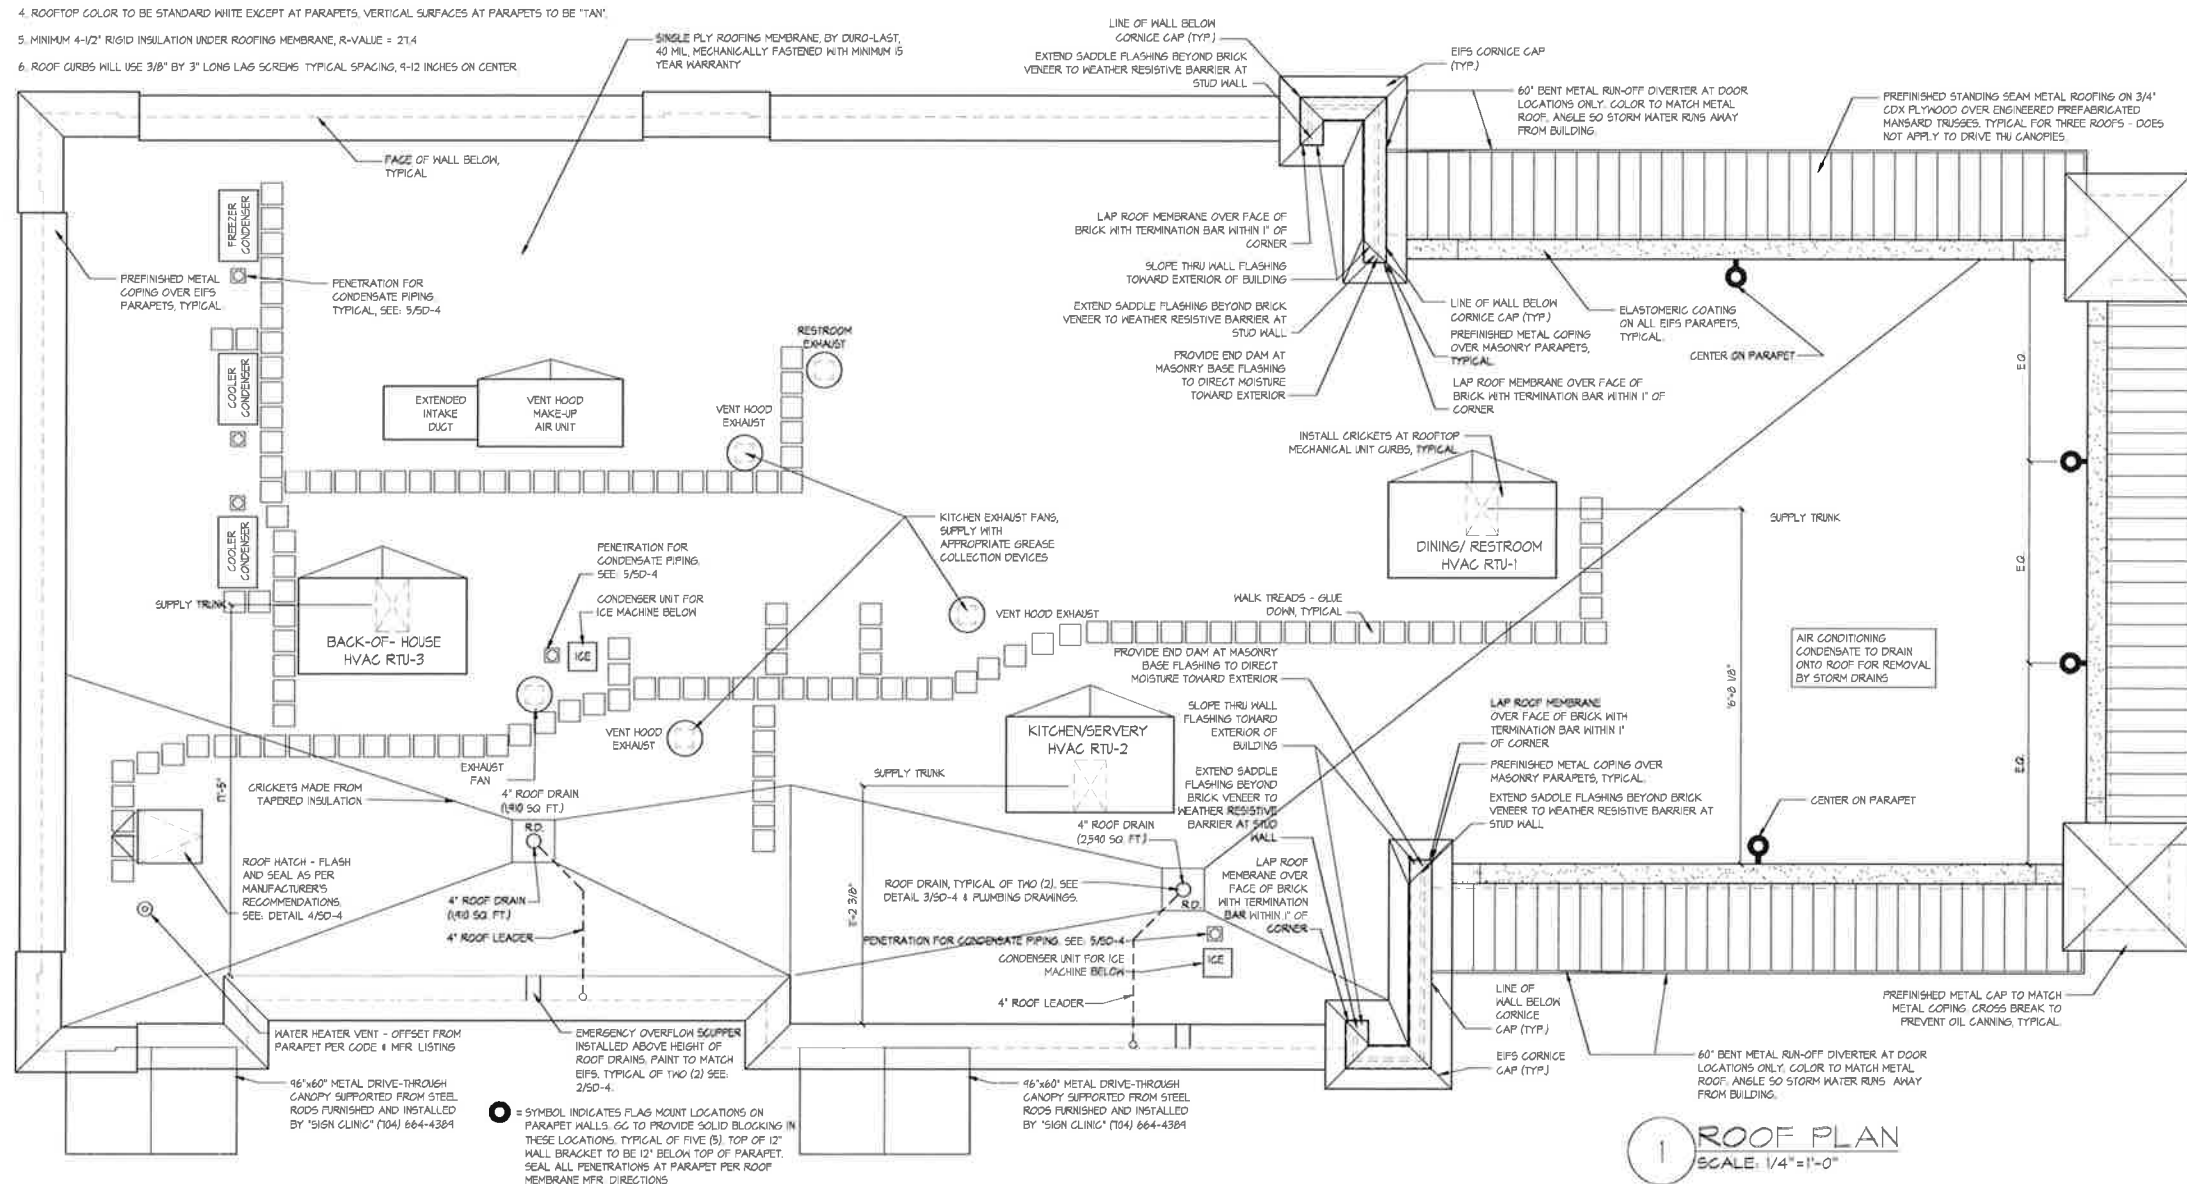 4. ROOFTOP COLOR TO BE STANDARD WHITE EXCEPT AT PARAPETS, VERTICAL SURFACES AT PARAPETS TO BE "TAN".
5. MINIMUM 4-1/2" RIGID INSULATION UNDER ROOFING MEMBRANE, R-VALUE = 21.4
6. ROOF CURBS WILL USE 3/8" BY 3" LONG LAG SCREWS TYPICAL SPACING, 9-12 INCHES ON CENTER
SINGLE PLY ROOFING MEMBRANE, BY DURO-LAST,
40 MIL, MECHANICALLY FASTENED WITH MINIMUM 15
YEAR WARRANTY
LINE OF WALL BELOW
CORNICE CAP (TYP.)
EXTEND SADDLE FLASHING BEYOND BRICK
VENEER TO WEATHER RESISTIVE BARRIER AT
STUD WALL
EIFS CORNICE CAP
(TYP.)
60" BENT METAL RUN-OFF DIVERTER AT DOOR
LOCATIONS ONLY. COLOR TO MATCH METAL
ROOF. ANGLE SO STORM WATER RUNS AWAY
FROM BUILDING.
PREFINISHED STANDING SEAM METAL ROOFING ON 3/4"
CDX PLYWOOD OVER ENGINEERED PREFABRICATED
MANSARD TRUSSES. TYPICAL FOR THREE ROOFS - DOES
NOT APPLY TO DRIVE THU CANOPIES.
FACE OF WALL BELOW,
TYPICAL
FREEZER
CONDENSER
PREFINISHED METAL
COPING OVER EIFS
PARAPETS, TYPICAL.
PENETRATION FOR
CONDENSATE PIPING
TYPICAL, SEE: 5/SD-4
LAP ROOF MEMBRANE OVER FACE OF
BRICK WITH TERMINATION BAR WITHIN 1" OF
CORNER
SLOPE THRU WALL FLASHING
TOWARD EXTERIOR OF BUILDING
EXTEND SADDLE FLASHING BEYOND BRICK
VENEER TO WEATHER RESISTIVE BARRIER AT
STUD WALL
PROVIDE END DAM AT
MASONRY BASE FLASHING
TO DIRECT MOISTURE
TOWARD EXTERIOR
LINE OF WALL BELOW
CORNICE CAP (TYP.)
PREFINISHED METAL COPING
OVER MASONRY PARAPETS,
TYPICAL
LAP ROOF MEMBRANE OVER FACE OF
BRICK WITH TERMINATION BAR WITHIN 1" OF
CORNER
ELASTOMERIC COATING
ON ALL EIFS PARAPETS,
TYPICAL.
CENTER ON PARAPET
EQ.
COOLER
CONDENSER
EXTENDED
INTAKE
DUCT
VENT HOOD
MAKE-UP
AIR UNIT
RESTROOM
EXHAUST
VENT HOOD
EXHAUST
INSTALL CRICKETS AT ROOFTOP
MECHANICAL UNIT CURBS, TYPICAL
COOLER
CONDENSER
KITCHEN EXHAUST FANS,
SUPPLY WITH
APPROPRIATE GREASE
COLLECTION DEVICES
SUPPLY TRUNK
DINING/ RESTROOM
HVAC RTU-1
EQ.
PENETRATION FOR
CONDENSATE PIPING.
SEE: 5/SD-4
CONDENSER UNIT FOR
ICE MACHINE BELOW
SUPPLY TRUNK
BACK-OF- HOUSE
HVAC RTU-3
ICE
VENT HOOD EXHAUST
WALK TREADS - GLUE
DOWN, TYPICAL
AIR CONDITIONING
CONDENSATE TO DRAIN
ONTO ROOF FOR REMOVAL
BY STORM DRAINS
PROVIDE END DAM AT MASONRY
BASE FLASHING TO DIRECT
MOISTURE TOWARD EXTERIOR
SLOPE THRU WALL
FLASHING TOWARD
EXTERIOR OF
BUILDING
EXTEND SADDLE
FLASHING BEYOND
BRICK VENEER TO
WEATHER RESISTIVE
BARRIER AT STUD
WALL
LAP ROOF MEMBRANE
OVER FACE OF BRICK WITH
TERMINATION BAR WITHIN 1"
OF CORNER
PREFINISHED METAL COPING OVER
MASONRY PARAPETS, TYPICAL.
EXTEND SADDLE FLASHING BEYOND BRICK
VENEER TO WEATHER RESISTIVE BARRIER AT
STUD WALL
EQ.
CENTER ON PARAPET
VENT HOOD
EXHAUST
KITCHEN/SERVERY
HVAC RTU-2
SUPPLY TRUNK
EXHAUST
FAN
CRICKETS MADE FROM
TAPERED INSULATION
4" ROOF DRAIN
(1,910 SQ. FT.)
R.D.
4" ROOF DRAIN
(2,590 SQ. FT.)
ROOF HATCH - FLASH
AND SEAL AS PER
MANUFACTURER'S
RECOMMENDATIONS.
SEE: DETAIL 4/SD-4
4" ROOF DRAIN
(1,910 SQ. FT.)
4" ROOF LEADER
ROOF DRAIN, TYPICAL OF TWO (2). SEE
DETAIL 3/SD-4 & PLUMBING DRAWINGS.
R.D.
LAP ROOF
MEMBRANE OVER
FACE OF BRICK
WITH TERMINATION
BAR WITHIN 1" OF
CORNER
PENETRATION FOR CONDENSATE PIPING. SEE: 5/SD-4
CONDENSER UNIT FOR ICE
MACHINE BELOW
ICE
4" ROOF LEADER
LINE OF
WALL BELOW
CORNICE
CAP (TYP.)
EIFS CORNICE
CAP (TYP.)
PREFINISHED METAL CAP TO MATCH
METAL COPING. CROSS BREAK TO
PREVENT OIL CANNING, TYPICAL.
60" BENT METAL RUN-OFF DIVERTER AT DOOR
LOCATIONS ONLY. COLOR TO MATCH METAL
ROOF. ANGLE SO STORM WATER RUNS AWAY
FROM BUILDING.
WATER HEATER VENT - OFFSET FROM
PARAPET PER CODE & MFR LISTING
EMERGENCY OVERFLOW SCUPPER
INSTALLED ABOVE HEIGHT OF
ROOF DRAINS. PAINT TO MATCH
EIFS. TYPICAL OF TWO (2) SEE:
2/SD-4.
96"x60" METAL DRIVE-THROUGH
CANOPY SUPPORTED FROM STEEL
RODS FURNISHED AND INSTALLED
BY "SIGN CLINIC" (704) 664-4384
= SYMBOL INDICATES FLAG MOUNT LOCATIONS ON
PARAPET WALLS. GC TO PROVIDE SOLID BLOCKING IN
THESE LOCATIONS. TYPICAL OF FIVE (5). TOP OF 12"
WALL BRACKET TO BE 12" BELOW TOP OF PARAPET.
SEAL ALL PENETRATIONS AT PARAPET PER ROOF
MEMBRANE MFR DIRECTIONS
96"x60" METAL DRIVE-THROUGH
CANOPY SUPPORTED FROM STEEL
RODS FURNISHED AND INSTALLED
BY "SIGN CLINIC" (704) 664-4384
1
ROOF PLAN
SCALE: 1/4"=1'-0"